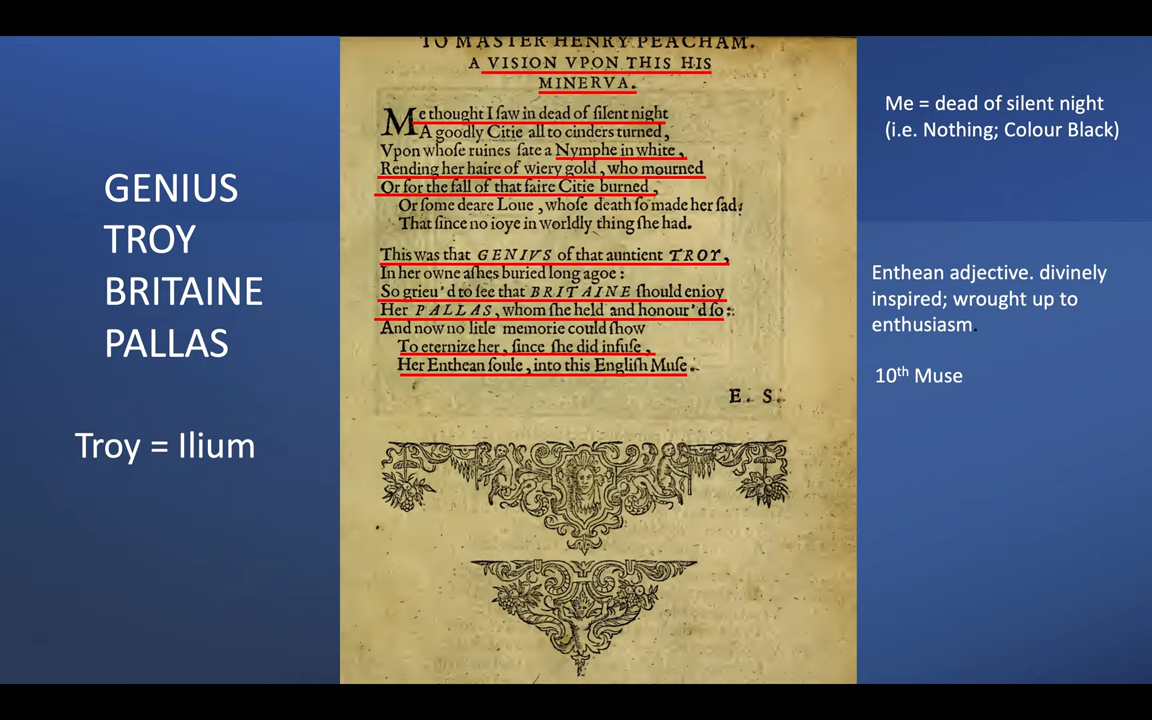 GENIUS
TROY
BRITAINE
PALLAS
Troy = Ilium
TO MASTER HENRY PEACHAM.
A VISION VPON THIS HIS
MINERVA.
Me thought I ſaw in dead of ſilent night
A goodly Citie all to cinders turned,
Vpon whoſe ruines ſate a Nymphe in white,
Rending her haire of wiery gold, who mourned
Or for the fall of that faire Citie burned,
Or ſome deare Loue, whoſe death ſo made her ſad:
That ſince no ioye in worldly thing ſhe had.
This was that GENIVS of that auntient TROY,
In her owne aſhes buried long agoe:
So grieu'd to ſee that BRITAINE ſhould enjoy
Her PALLAS, whom ſhe held and honour'd ſo:
And now no litle memorie could ſhow
To eternize her, ſince ſhe did infuſe,
Her Enthean ſoule, into this Engliſh Muſe.
E. S.
Me = dead of silent night
(i.e. Nothing; Colour Black)
Enthean adjective. divinely
inspired; wrought up to
enthusiasm.
10th Muse